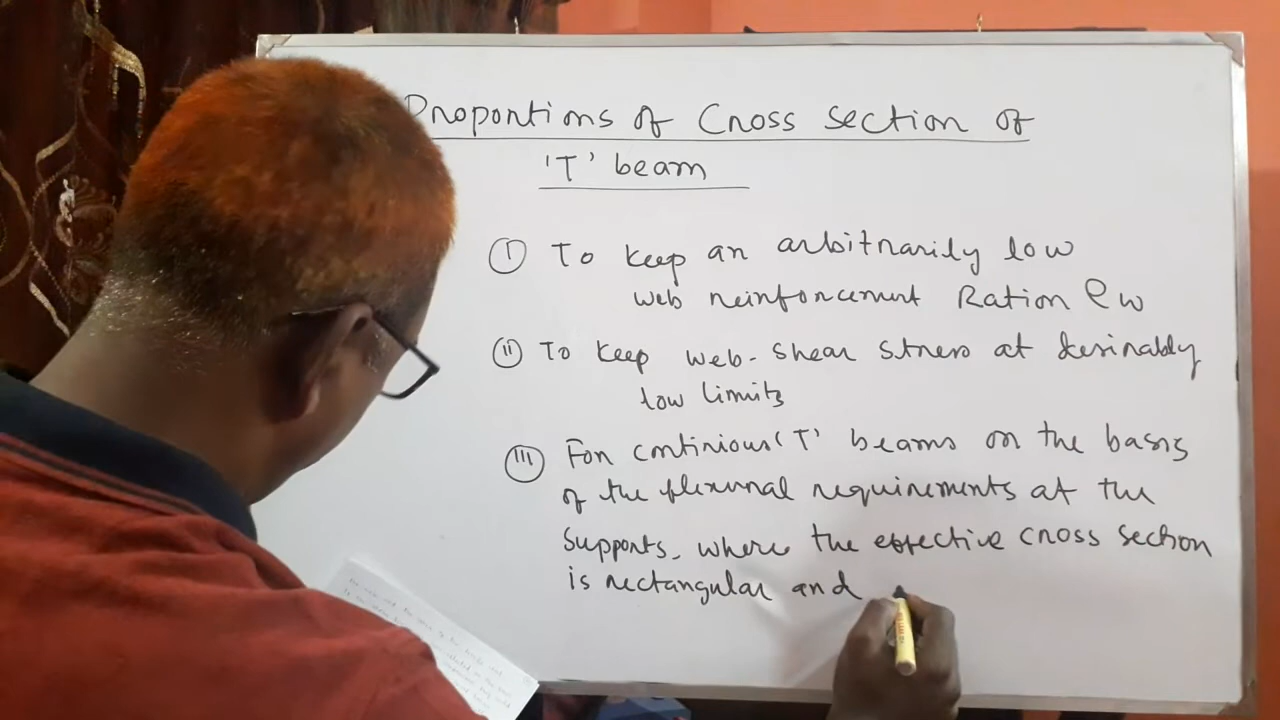 Proportions of Cross section of
'T' beam
I To keep an arbitrarily low
web reinforcement Ration ρw
II To keep web-shear stress at desirably
low limits
III For continious 'T' beams on the basis
of the flexural requirements at the
supports, where the effective cross section
is rectangular and